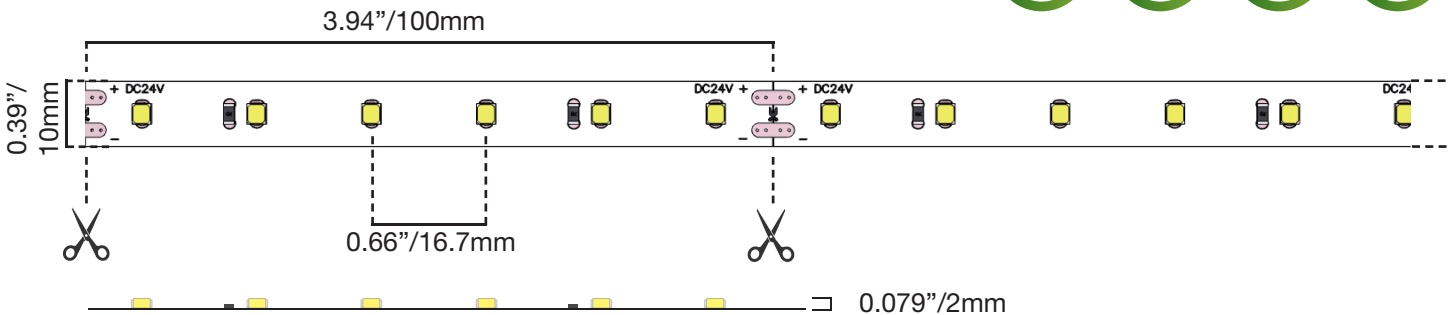 3.94”/100mm
0.39”/
10mm
+ DC24V
DC24V +
+ DC24V
DC24
−
−
−
0.66”/16.7mm
0.079”/2mm